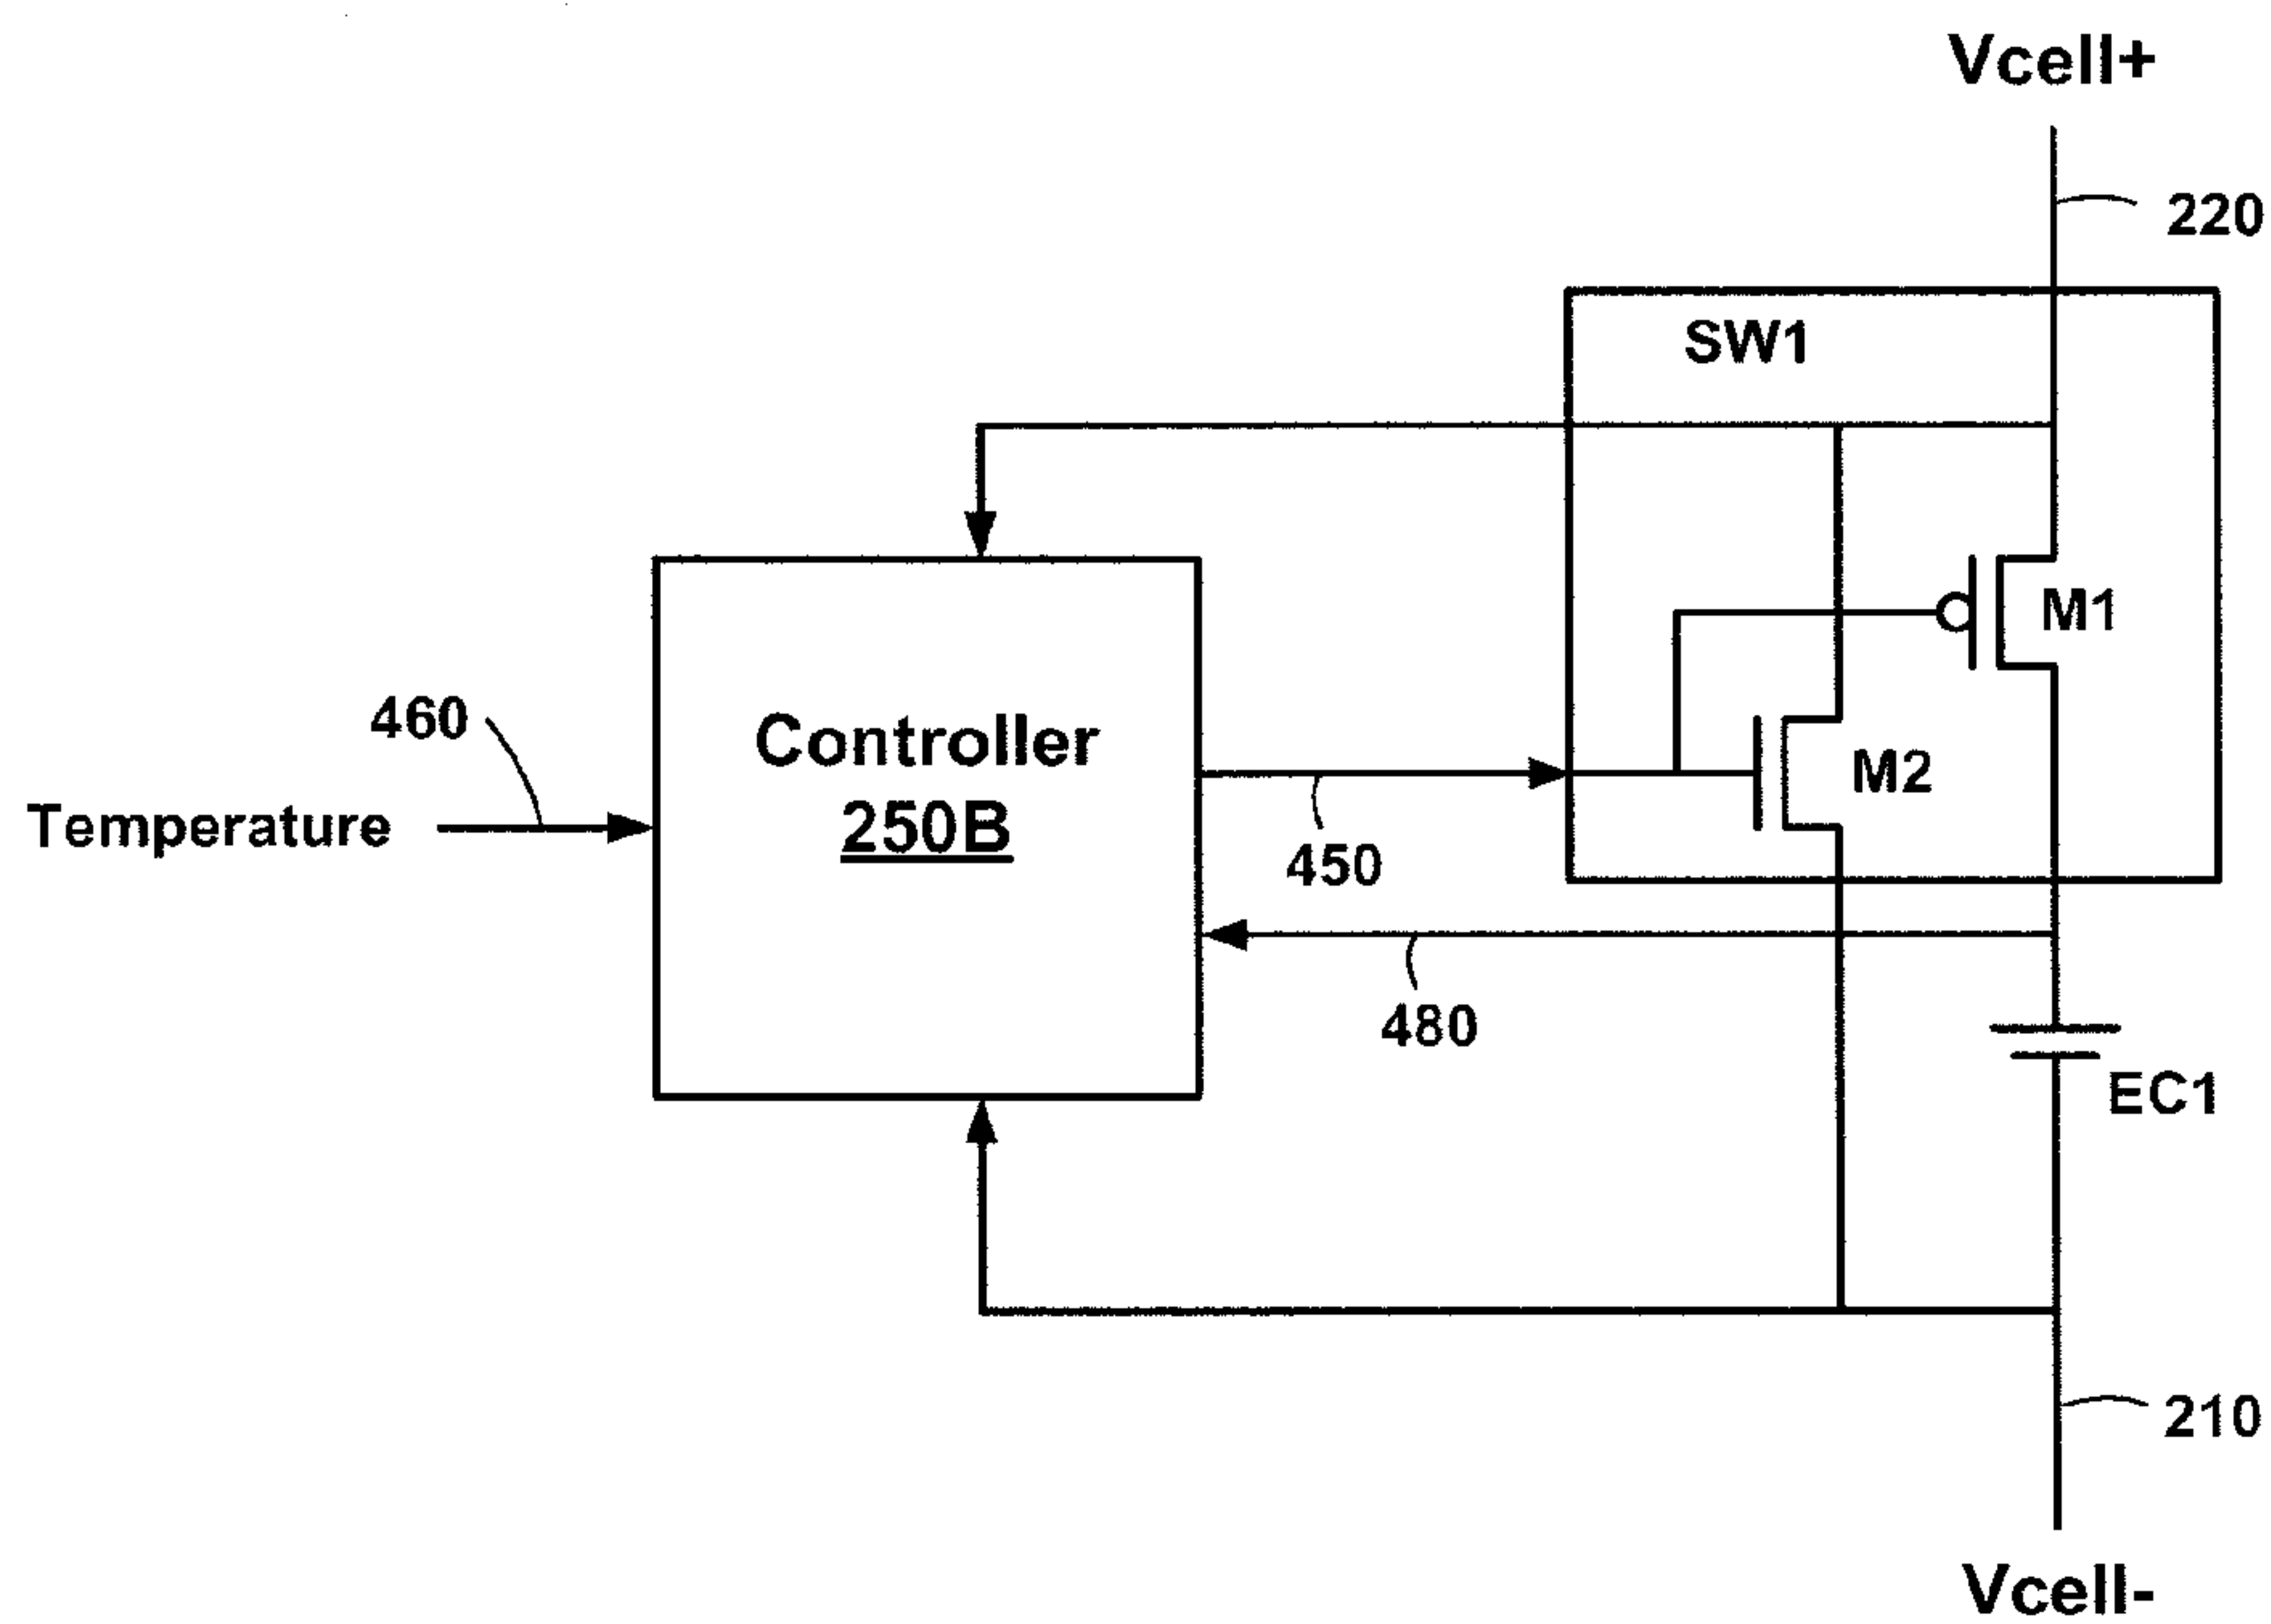 Vcell+
220
SW1
M1
460
Controller
250B
M2
Temperature
450
480
EC1
210
Vcell-